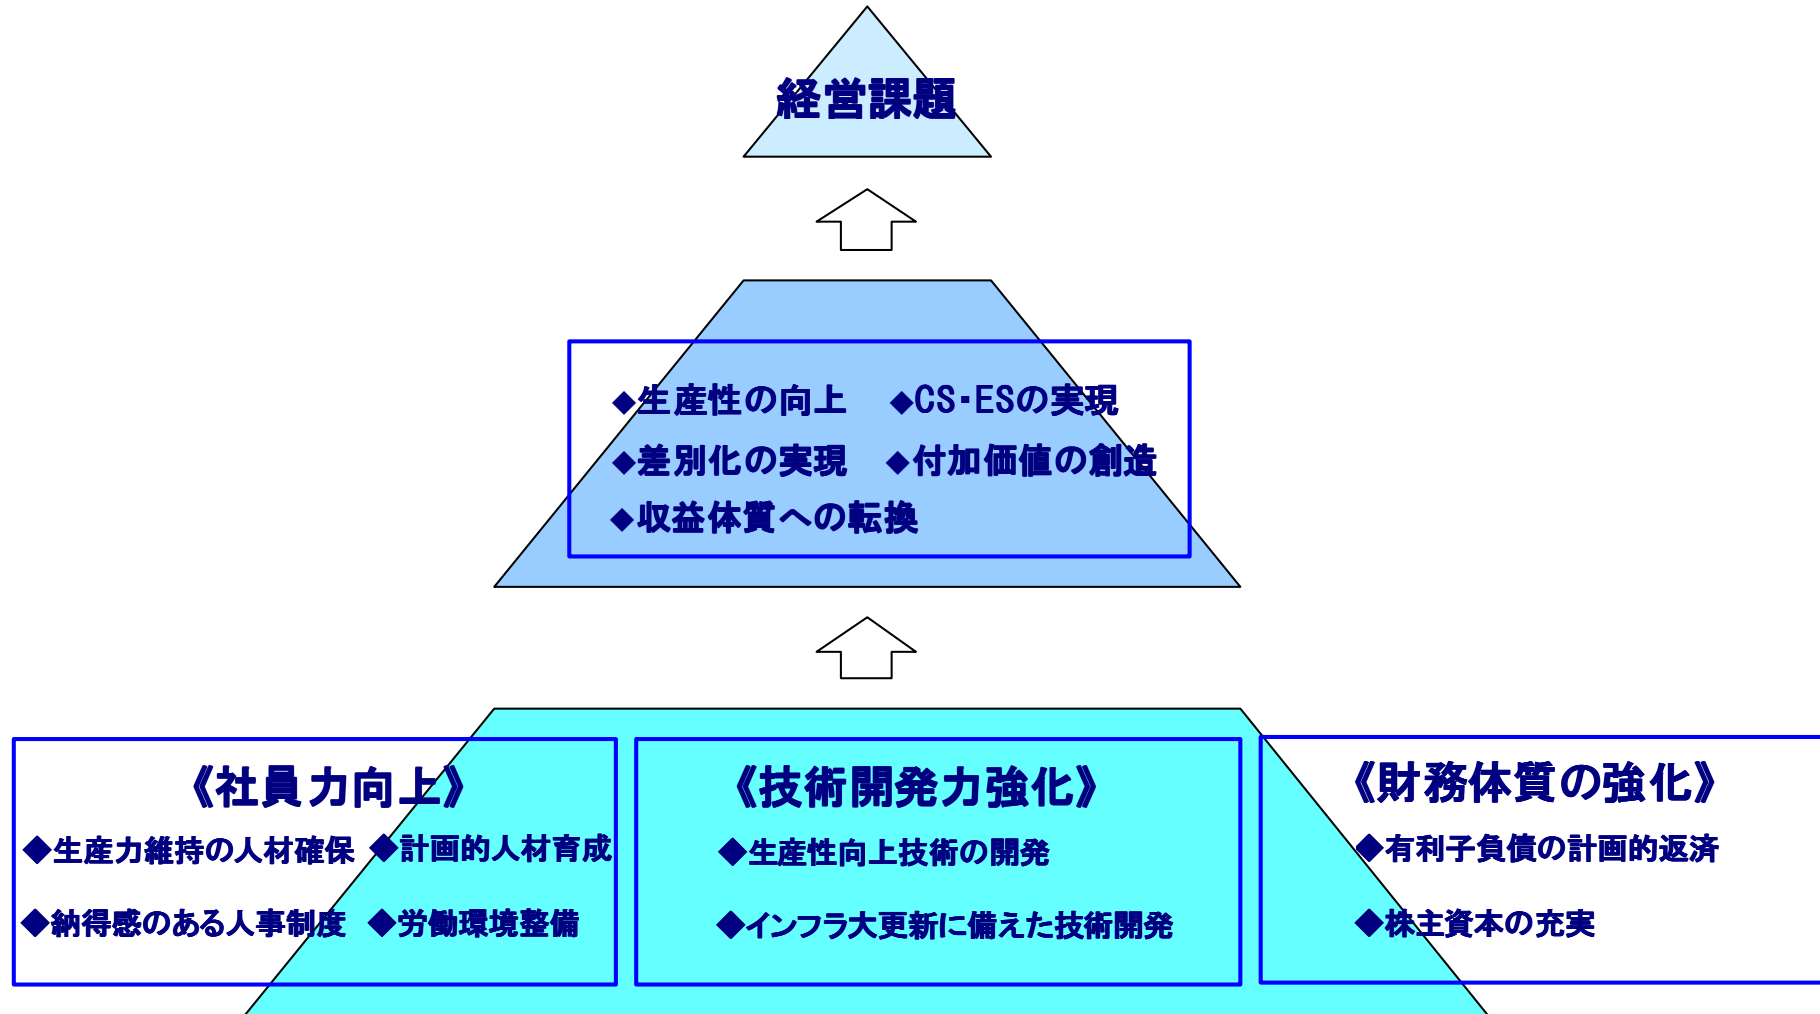 経営課題
◆生産性の向上 ◆CS・ESの実現
◆差別化の実現 ◆付加価値の創造
◆収益体質への転換
《社員力向上》
◆生産力維持の人材確保 ◆計画的人材育成
◆納得感のある人事制度 ◆労働環境整備
《技術開発力強化》
◆生産性向上技術の開発
◆インフラ大更新に備えた技術開発
《財務体質の強化》
◆有利子負債の計画的返済
◆株主資本の充実